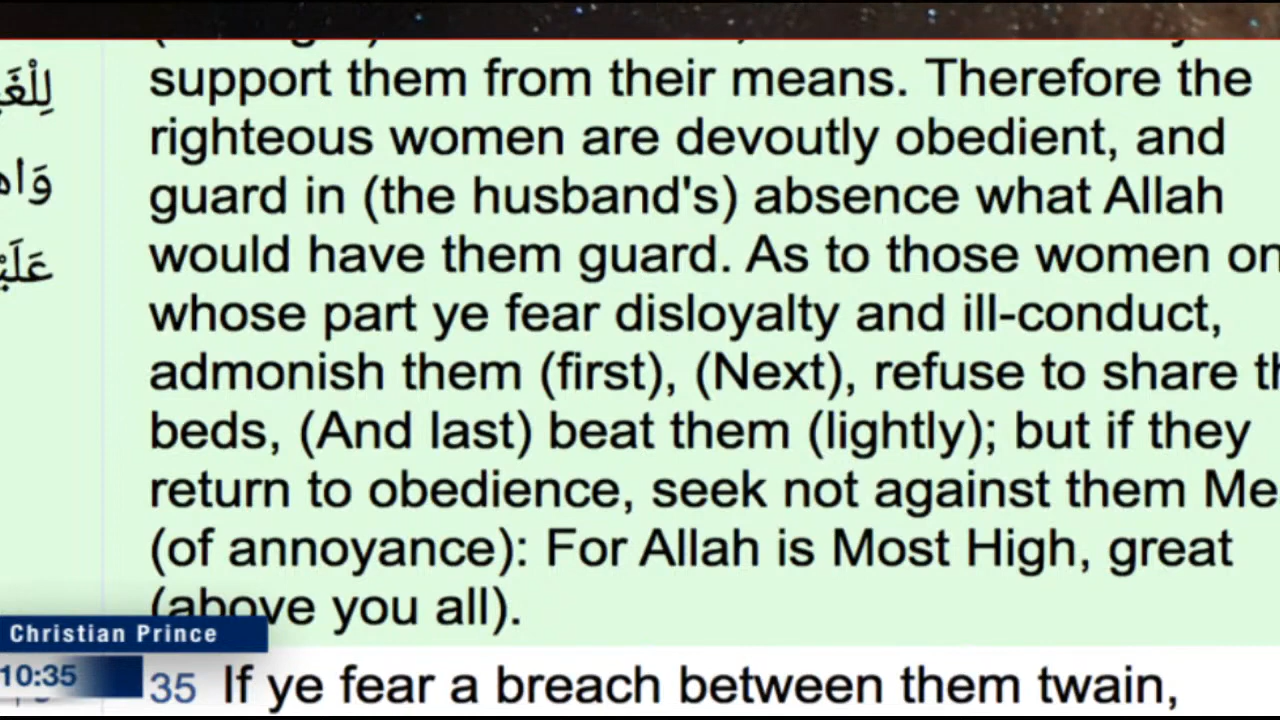 support them from their means. Therefore the
righteous women are devoutly obedient, and
guard in (the husband's) absence what Allah
would have them guard. As to those women on
whose part ye fear disloyalty and ill-conduct,
admonish them (first), (Next), refuse to share
beds, (And last) beat them (lightly); but if they
return to obedience, seek not against them
(of annoyance): For Allah is Most High, great
(above you all).
35 If ye fear a breach between them twain,
Christian Prince
10:35